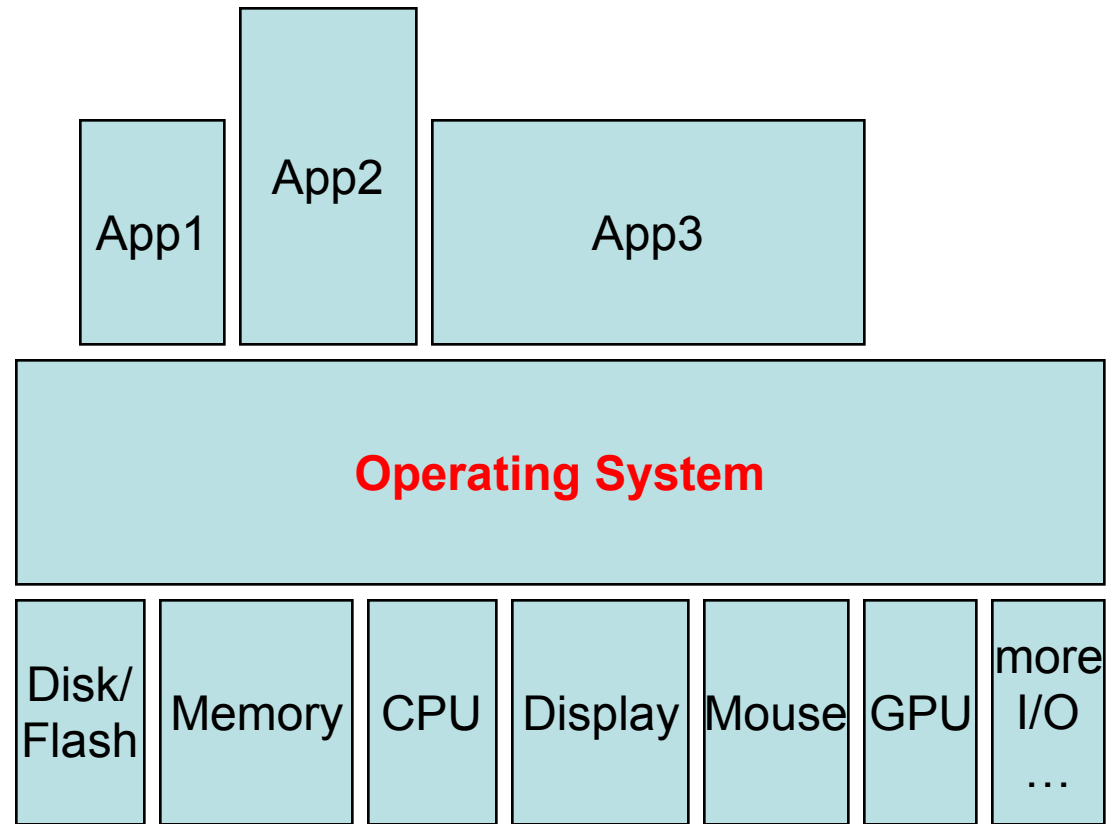 App1
App2
App3
Operating System
Disk/
Flash
Memory
CPU
Display
Mouse
GPU
more
I/O
…